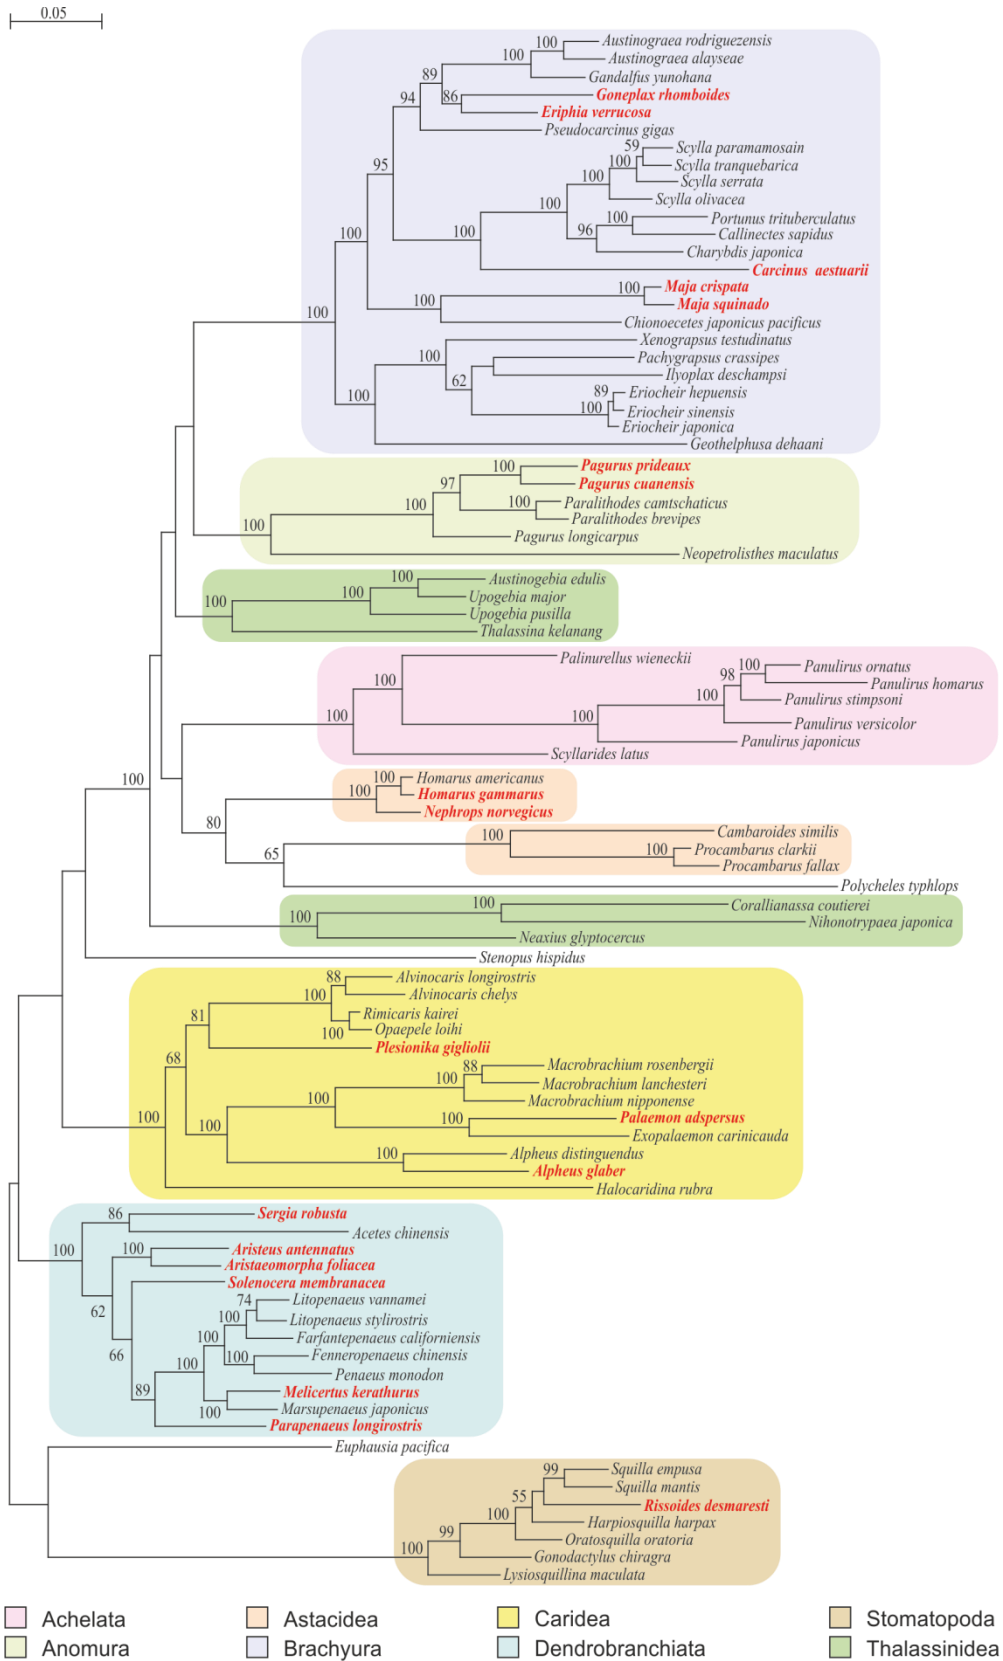 0.05
100 Austinograea rodriguezensis
Austinograea alayseae
100
89 Gandalfus yunohana
94 86 Goneplax rhomboides
Eriphia verrucosa
Pseudocarcinus gigas
59 Scylla paramamosain
95 100 Scylla tranquebarica
100 Scylla serrata
Scylla olivacea
100 100 Portunus trituberculatus
100 100 96 Callinectes sapidus
Charybdis japonica
Carcinus aestuarii
100 Maja crispata
100 Maja squinado
100 Chionoecetes japonicus pacificus
Xenograpsus testudinatus
100 Pachygrapsus crassipes
62 Ilyoplax deschampsi
100 89 Eriocheir hepuensis
100 Eriocheir sinensis
Eriocheir japonica
Geothelphusa dehaani
100 Pagurus prideaux
97 Pagurus cuanensis
100 100 Paralithodes camtschaticus
Paralithodes brevipes
100 Pagurus longicarpus
Neopetrolisthes maculatus
100 Austinogebia edulis
100 100 Upogebia major
Upogebia pusilla
Thalassina kelanang
Palinurellus wieneckii
98 100 Panulirus ornatus
100 Panulirus homarus
100 Panulirus stimpsoni
100 100 Panulirus versicolor
Panulirus japonicus
Scyllarides latus
100 100 Homarus americanus
100 Homarus gammarus
Nephrops norvegicus
80 100 Cambaroides similis
65 100 Procambarus clarkii
Procambarus fallax
Polycheles typhlops
100 100 Corallianassa coutierei
Nihonotrypaea japonica
Neaxius glyptocercus
Stenopus hispidus
88 Alvinocaris longirostris
100 Alvinocaris chelys
81 Rimicaris kairei
100 Opaepele loihi
68 Plesionika gigliolii
88 Macrobrachium rosenbergii
100 Macrobrachium lanchesteri
100 Macrobrachium nipponense
100 100 100 Palaemon adspersus
Exopalaemon carinicauda
100 Alpheus distinguendus
Alpheus glaber
Halocaridina rubra
86 Sergia robusta
Acetes chinensis
100 100 Aristeus antennatus
Aristaeomorpha foliacea
Solenocera membranacea
62 74 Litopenaeus vannamei
100 Litopenaeus stylirostris
66 100 Farfantepenaeus californiensis
100 100 Fenneropenaeus chinensis
Penaeus monodon
89 Melicertus kerathurus
100 Marsupenaeus japonicus
Parapenaeus longirostris
Euphausia pacifica
99 Squilla empusa
Squilla mantis
55 Rissoides desmaresti
100 Harpiosquilla harpax
99 Oratosquilla oratoria
100 Gonodactylus chiragra
Lysiosquillina maculata
Achelata Astacidea Caridea Stomatopoda
Anomura Brachyura Dendrobranchiata Thalassinidea